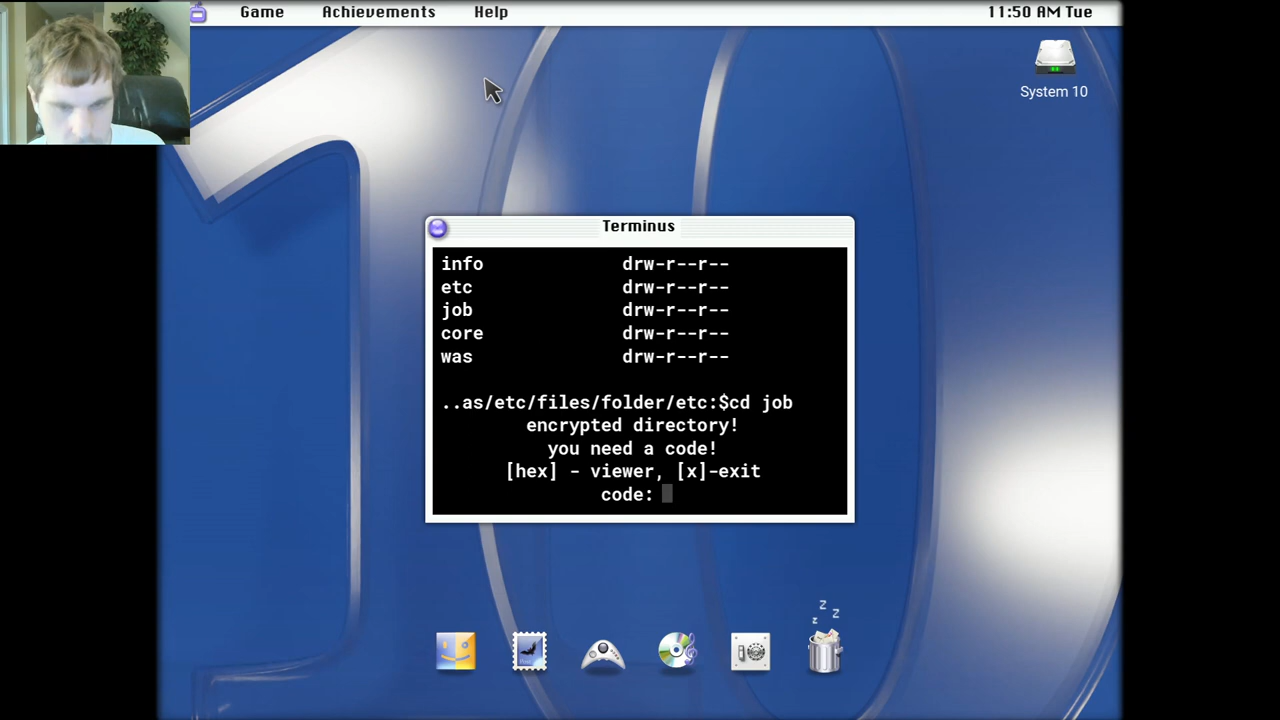 Game Achievements Help 11:50 AM Tue
System 10
Terminus
info drw-r--r--
etc drw-r--r--
job drw-r--r--
core drw-r--r--
was drw-r--r--
..as/etc/files/folder/etc:$cd job
encrypted directory!
you need a code!
[hex] - viewer, [x]-exit
code:
z Z z